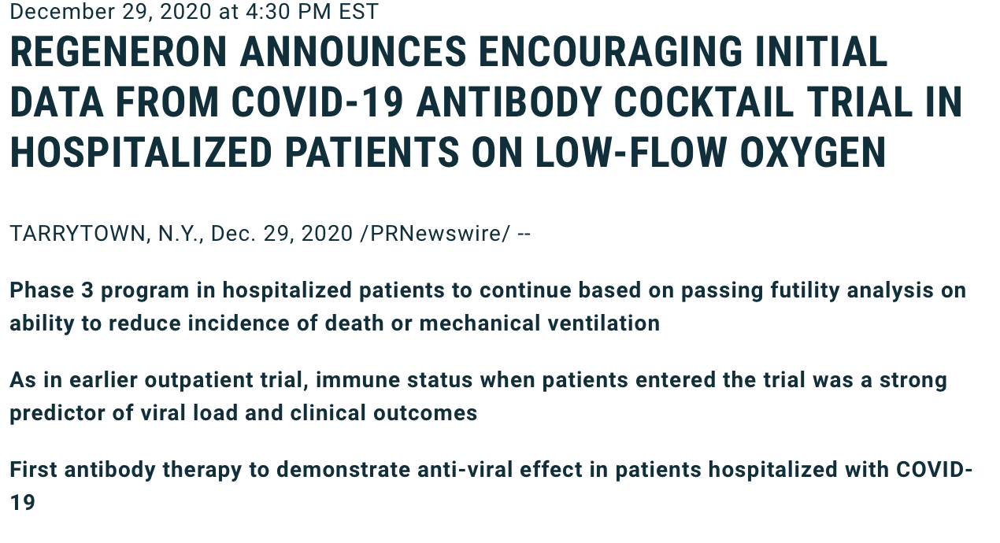 December 29, 2020 at 4:30 PM EST
REGENERON ANNOUNCES ENCOURAGING INITIAL
DATA FROM COVID-19 ANTIBODY COCKTAIL TRIAL IN
HOSPITALIZED PATIENTS ON LOW-FLOW OXYGEN
TARRYTOWN, N.Y., Dec. 29, 2020 /PRNewswire/ --
Phase 3 program in hospitalized patients to continue based on passing futility analysis on
ability to reduce incidence of death or mechanical ventilation
As in earlier outpatient trial, immune status when patients entered the trial was a strong
predictor of viral load and clinical outcomes
First antibody therapy to demonstrate anti-viral effect in patients hospitalized with COVID-
19